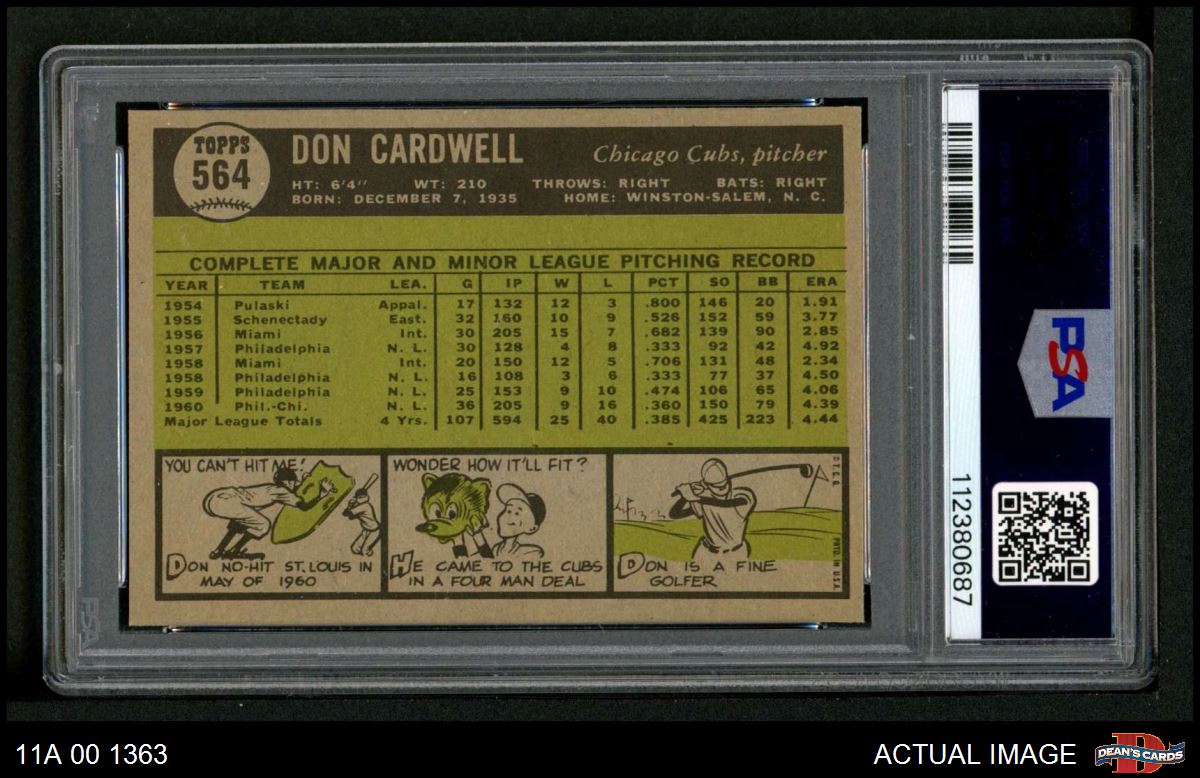 TOPPS
564
DON CARDWELL
Chicago Cubs, pitcher
HT: 6'4" WT: 210 THROWS: RIGHT BATS: RIGHT
BORN: DECEMBER 7, 1935 HOME: WINSTON-SALEM, N. C.
COMPLETE MAJOR AND MINOR LEAGUE PITCHING RECORD
YEAR TEAM LEA. G IP W L PCT SO BB ERA
1954 Pulaski Appal. 17 132 12 3 .800 146 20 1.91
1955 Schenectady East. 32 160 10 9 .526 152 59 3.77
1956 Miami Int. 30 205 15 7 .682 139 90 2.85
1957 Philadelphia N. L. 30 128 4 8 .333 92 42 4.92
1958 Miami Int. 20 150 12 5 .706 131 48 2.34
1958 Philadelphia N. L. 16 108 3 6 .333 77 37 4.50
1959 Philadelphia N. L. 25 153 9 10 .474 106 65 4.06
1960 Phil.-Chi. N. L. 36 205 9 16 .360 150 79 4.39
Major League Totals 4 Yrs. 107 594 25 40 .385 425 223 4.44
YOU CAN'T HIT ME!
DON NO-HIT ST. LOUIS IN
MAY OF 1960
WONDER HOW IT'LL FIT?
HE CAME TO THE CUBS
IN A FOUR MAN DEAL
DON IS A FINE
GOLFER
©T.C.G.
PRTD. IN U.S.A.
PSA
112380687
PSA
11A 00 1363
ACTUAL IMAGE
DEAN'S CARDS